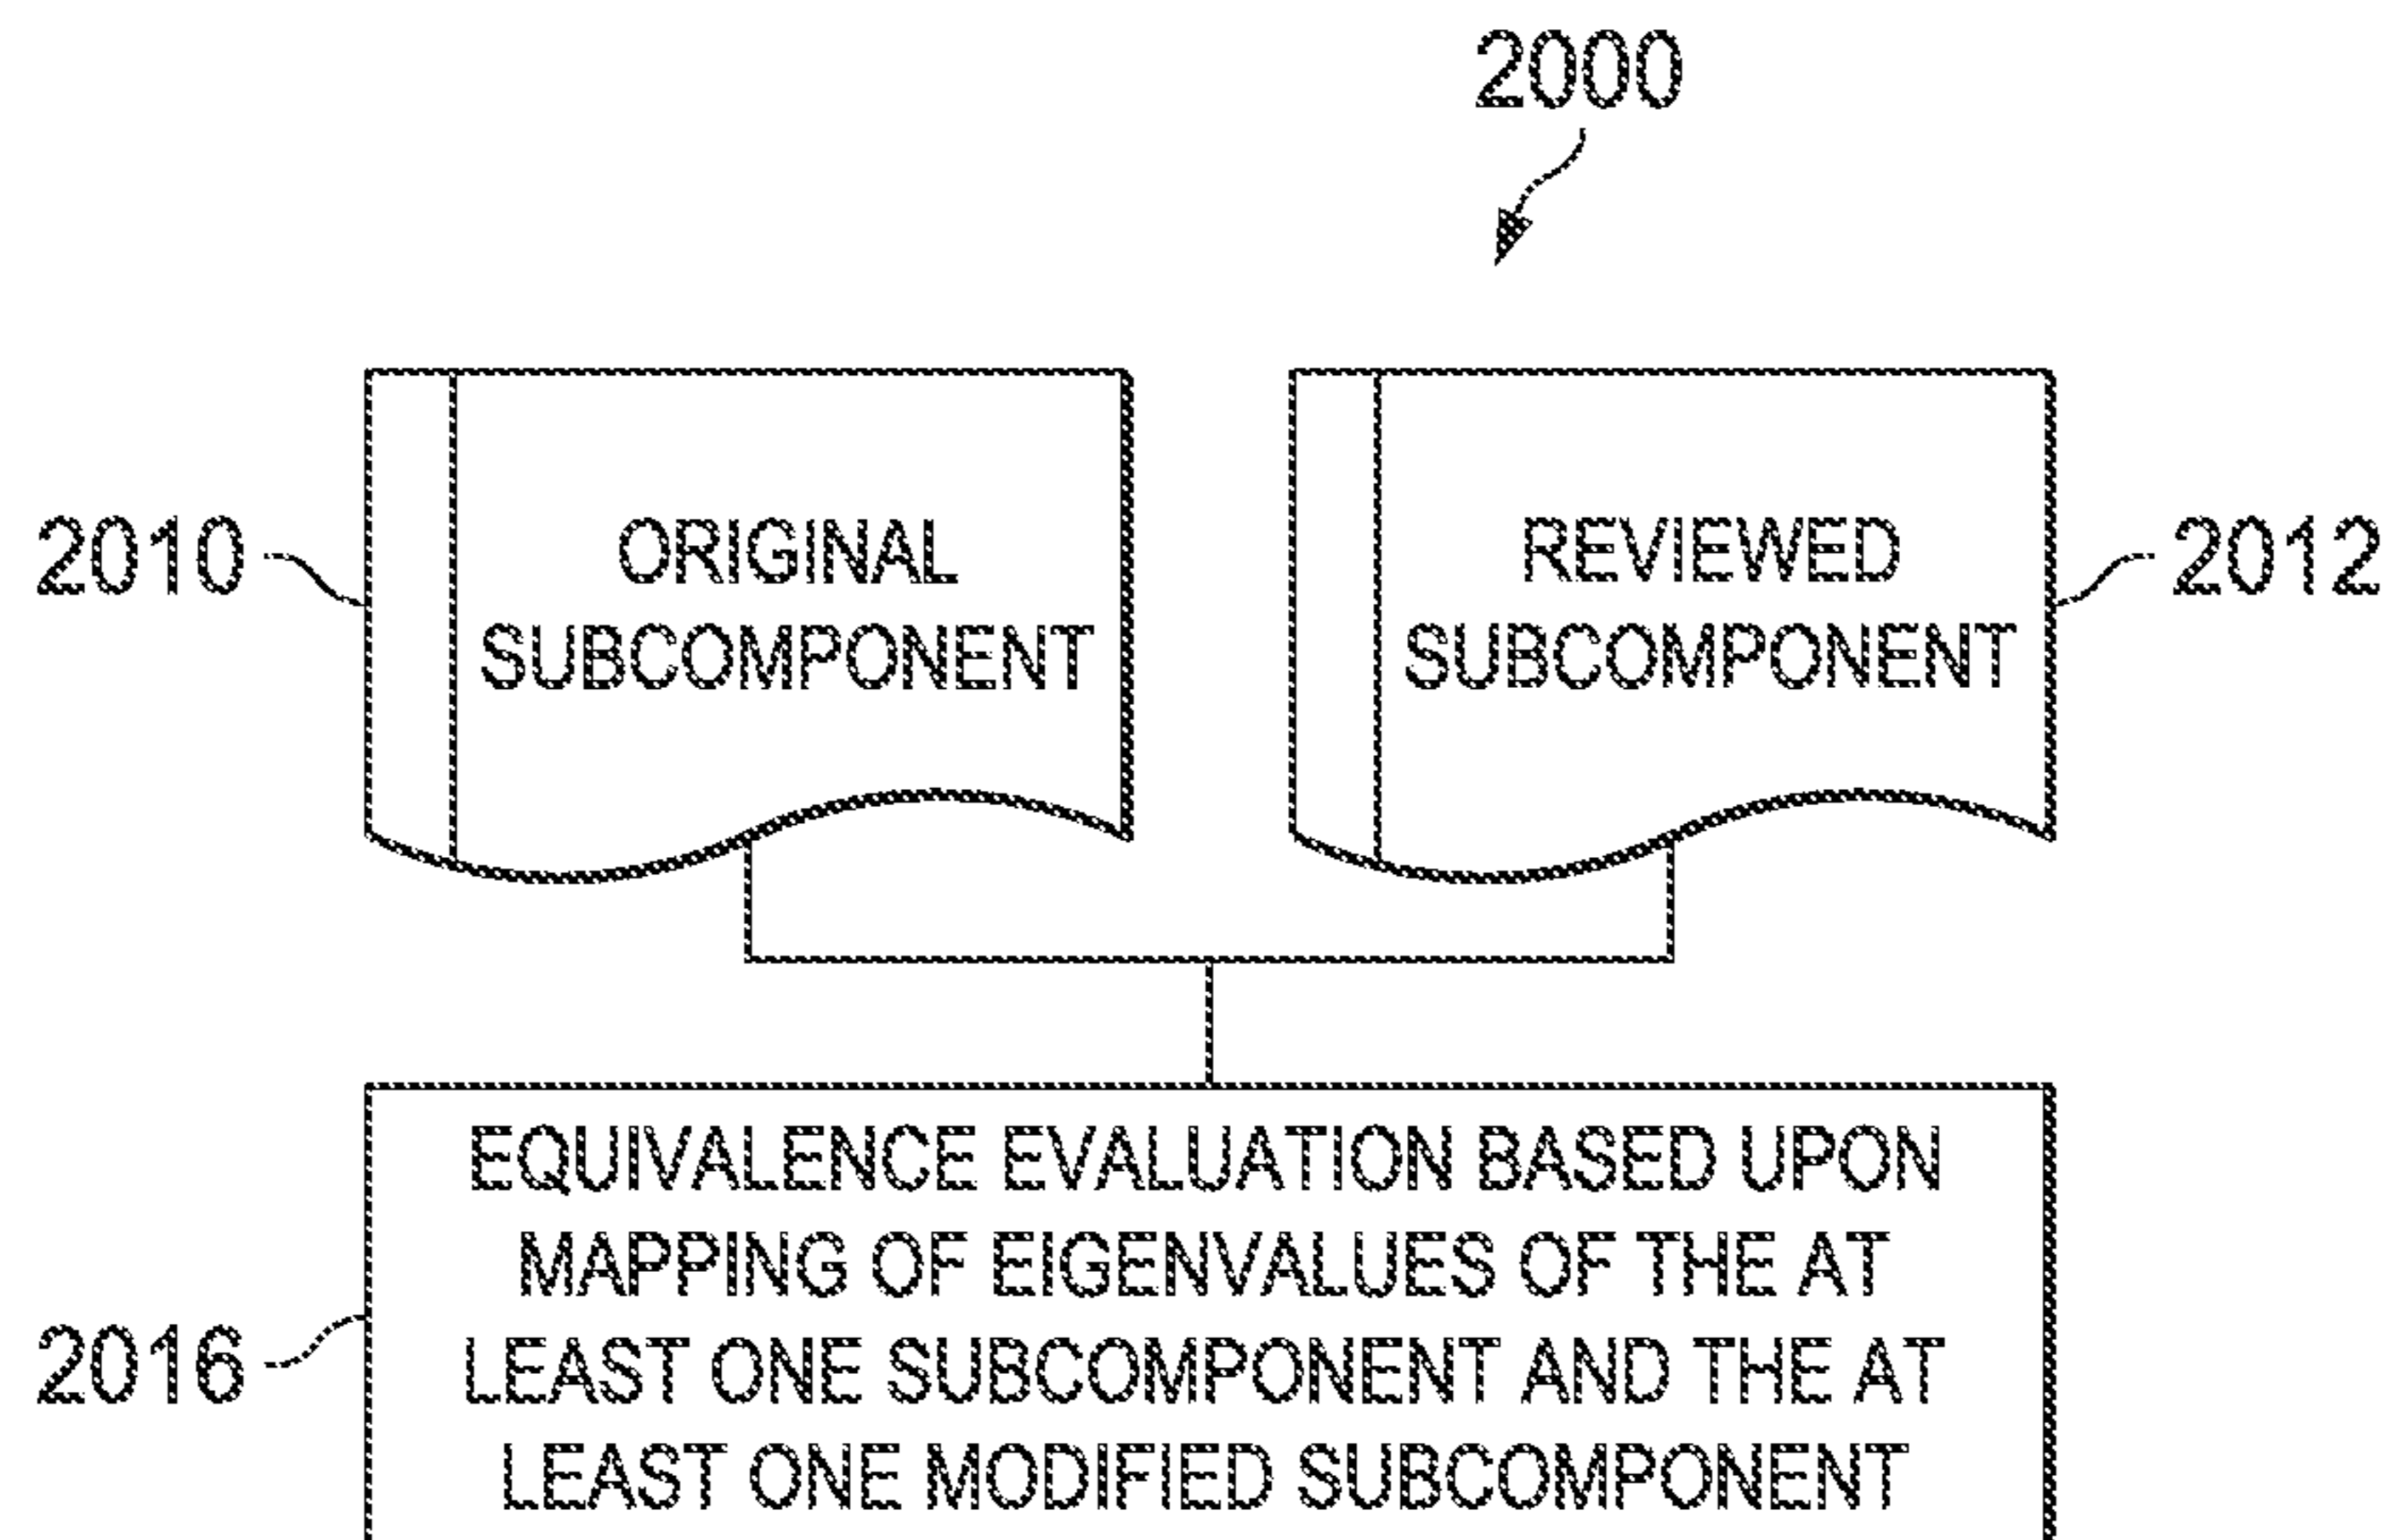 2000
2010
ORIGINAL
SUBCOMPONENT
REVIEWED
SUBCOMPONENT
2012
2016
EQUIVALENCE EVALUATION BASED UPON
MAPPING OF EIGENVALUES OF THE AT
LEAST ONE SUBCOMPONENT AND THE AT
LEAST ONE MODIFIED SUBCOMPONENT